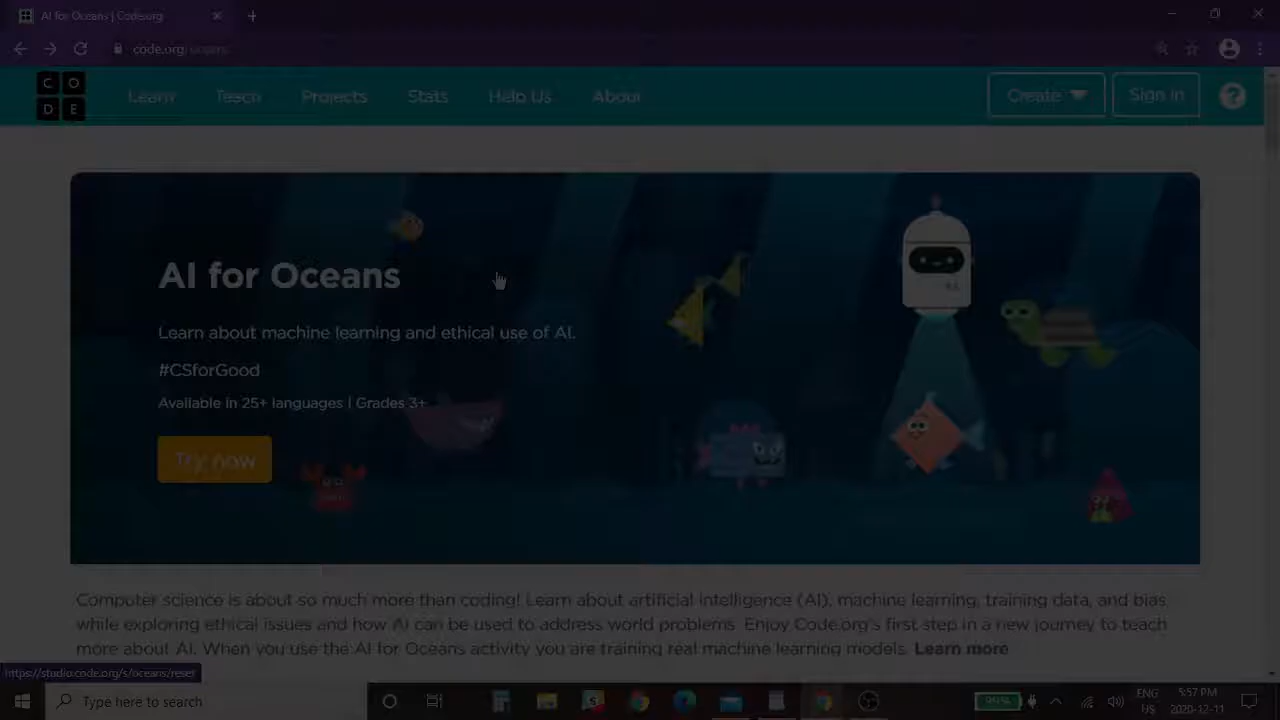 AI for Oceans | Code.org
code.org/oceans
C O
D E
Learn Teach Projects Stats Help Us About Create Sign in ?
AI for Oceans
Learn about machine learning and ethical use of AI.
#CSforGood
Available in 25+ languages | Grades 3+
Try now
A.I.
Computer science is about so much more than coding! Learn about artificial intelligence (AI), machine learning, training data, and bias,
while exploring ethical issues and how AI can be used to address world problems. Enjoy Code.org's first step in a new journey to teach
more about AI. When you use the AI for Oceans activity you are training real machine learning models. Learn more
https://studio.code.org/s/oceans/reset
Type here to search
ENG
US
5:57 PM
2020-12-11